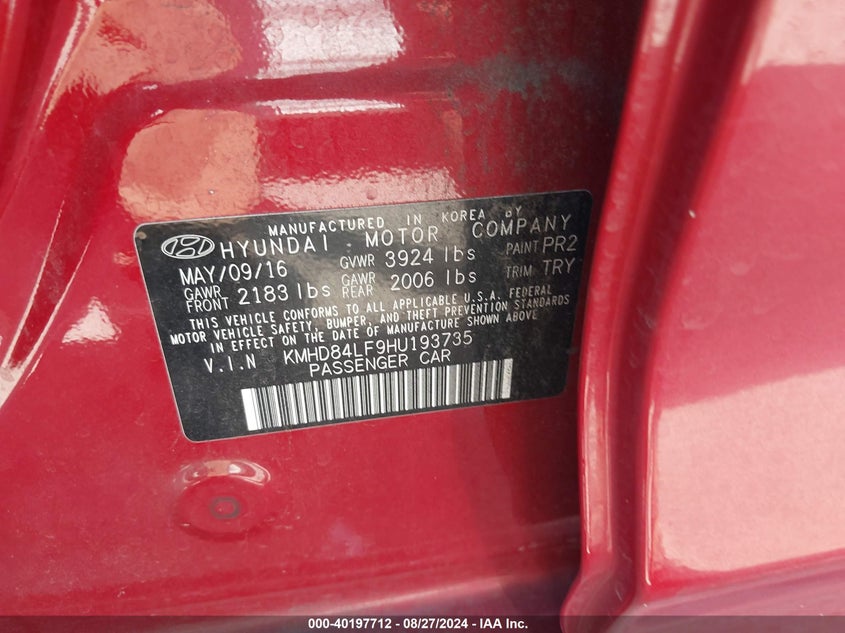 MANUFACTURED IN KOREA BY
HYUNDAI MOTOR COMPANY
MAY/09/16 GVWR 3924 lbs PAINT PR2
GAWR FRONT 2183 lbs GAWR REAR 2006 lbs TRIM TRY
THIS VEHICLE CONFORMS TO ALL APPLICABLE U.S.A. FEDERAL
MOTOR VEHICLE SAFETY, BUMPER, AND THEFT PREVENTION STANDARDS
IN EFFECT ON THE DATE OF MANUFACTURE SHOWN ABOVE.
V.I.N KMHD84LF9HU193735
PASSENGER CAR
000-40197712 - 08/27/2024 - IAA Inc.